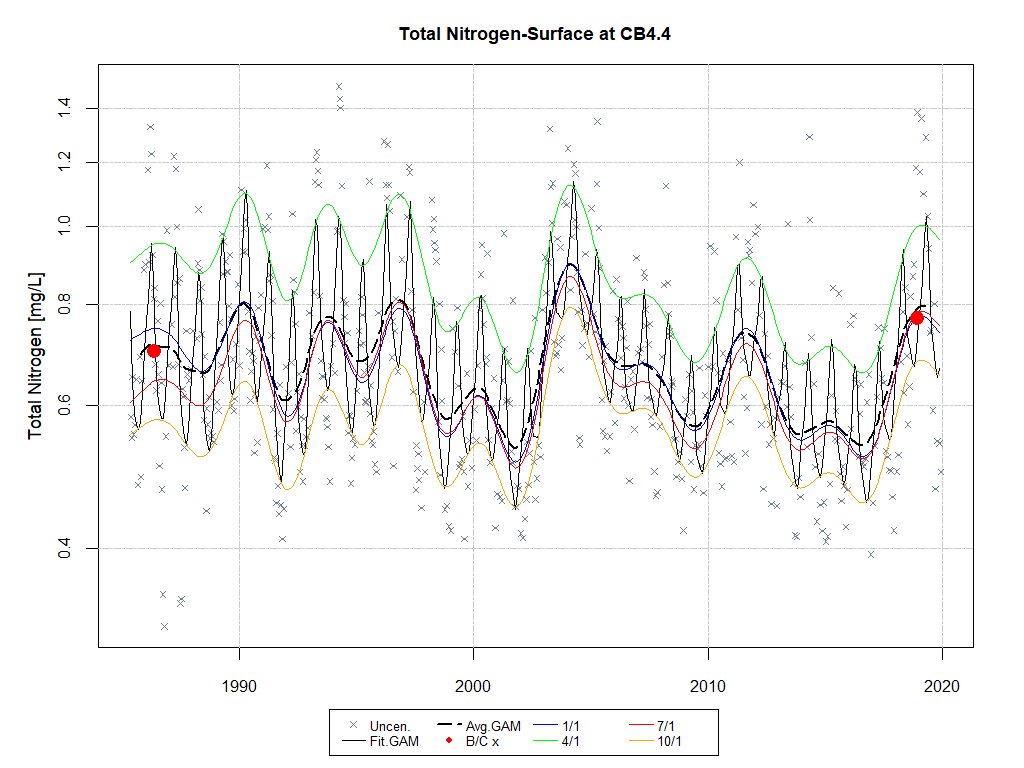 Total Nitrogen-Surface at CB4.4
Total Nitrogen [mg/L]
1.4
1.2
1.0
0.8
0.6
0.4
1990 2000 2010 2020
Uncen. Avg.GAM 1/1 7/1
Fit.GAM B/C x 4/1 10/1